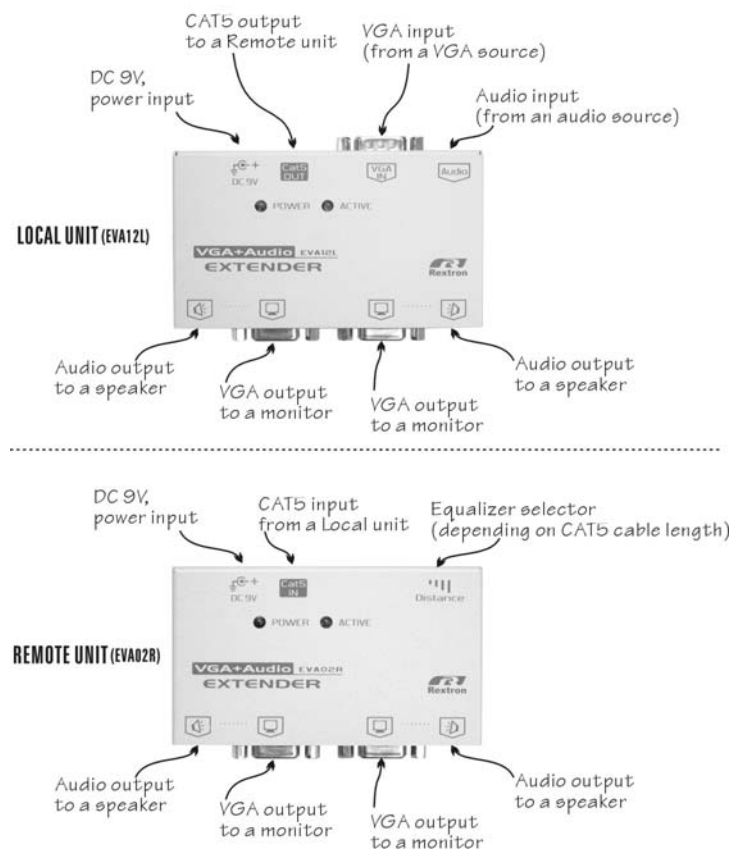 CAT5 output
to a Remote unit
VGA input
(from a VGA source)
DC 9V,
power input
Audio input
(from an audio source)
DC 9V
Cat5
OUT
VGA
IN
Audio
POWER
ACTIVE
LOCAL UNIT (EVA12L)
VGA+Audio EVA12L
EXTENDER
Rextron
Audio output
to a speaker
VGA output
to a monitor
VGA output
to a monitor
Audio output
to a speaker
DC 9V,
power input
CAT5 input
from a Local unit
Equalizer selector
(depending on CAT5 cable length)
DC 9V
Cat5
IN
Distance
POWER
ACTIVE
REMOTE UNIT (EVA02R)
VGA+Audio EVA02R
EXTENDER
Rextron
Audio output
to a speaker
VGA output
to a monitor
VGA output
to a monitor
Audio output
to a speaker